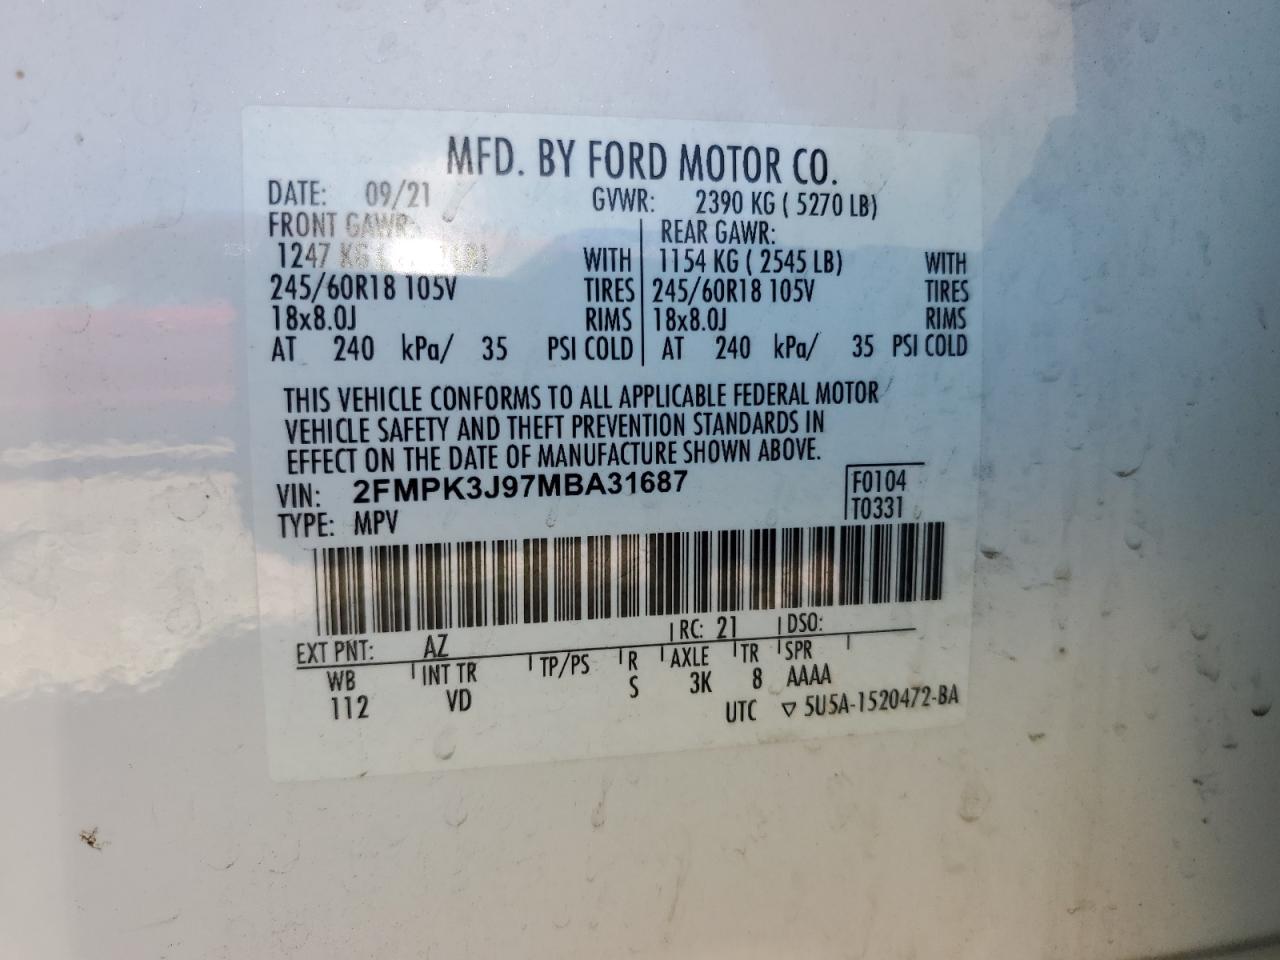 MFD. BY FORD MOTOR CO.
DATE: 09/21 GVWR: 2390 KG ( 5270 LB)
FRONT GAWR: REAR GAWR:
1247 KG WITH 1154 KG ( 2545 LB) WITH
245/60R18 105V TIRES 245/60R18 105V TIRES
18x8.0J RIMS 18x8.0J RIMS
AT 240 kPa/ 35 PSI COLD AT 240 kPa/ 35 PSI COLD
THIS VEHICLE CONFORMS TO ALL APPLICABLE FEDERAL MOTOR
VEHICLE SAFETY AND THEFT PREVENTION STANDARDS IN
EFFECT ON THE DATE OF MANUFACTURE SHOWN ABOVE.
VIN: 2FMPK3J97MBA31687 F0104
TYPE: MPV T0331
EXT PNT: AZ RC: 21 DSO:
WB INT TR TP/PS R AXLE TR SPR
112 VD S 3K 8 AAAA
UTC ▽ 5U5A-1520472-BA